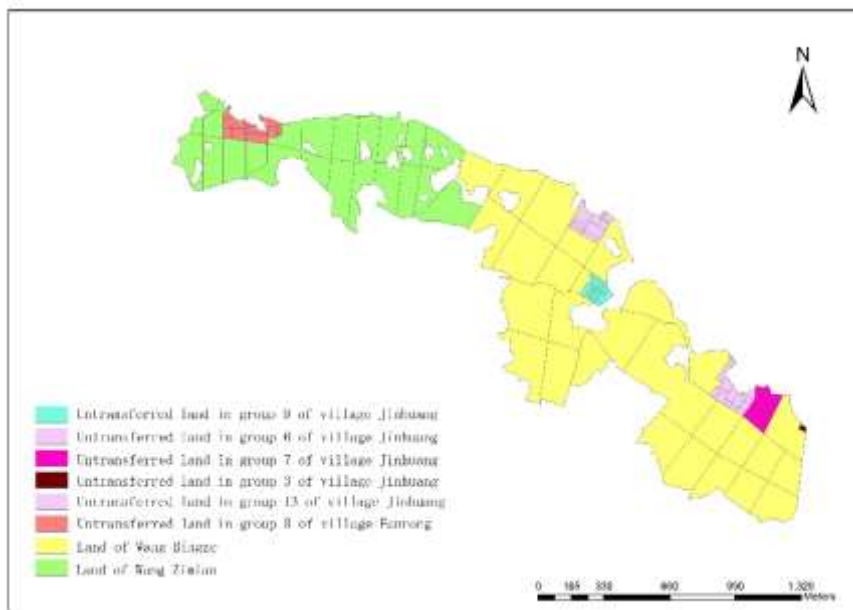 N
Untransferred land in group 9 of village Jinhuang
Untransferred land in group 6 of village Jinhuang
Untransferred land in group 7 of village Jinhuang
Untransferred land in group 3 of village Jinhuang
Untransferred land in group 13 of village Jinhuang
Untransferred land in group 8 of village
Land of Wang
Land of Wang
0 165 330 660 990 1,320
Meters